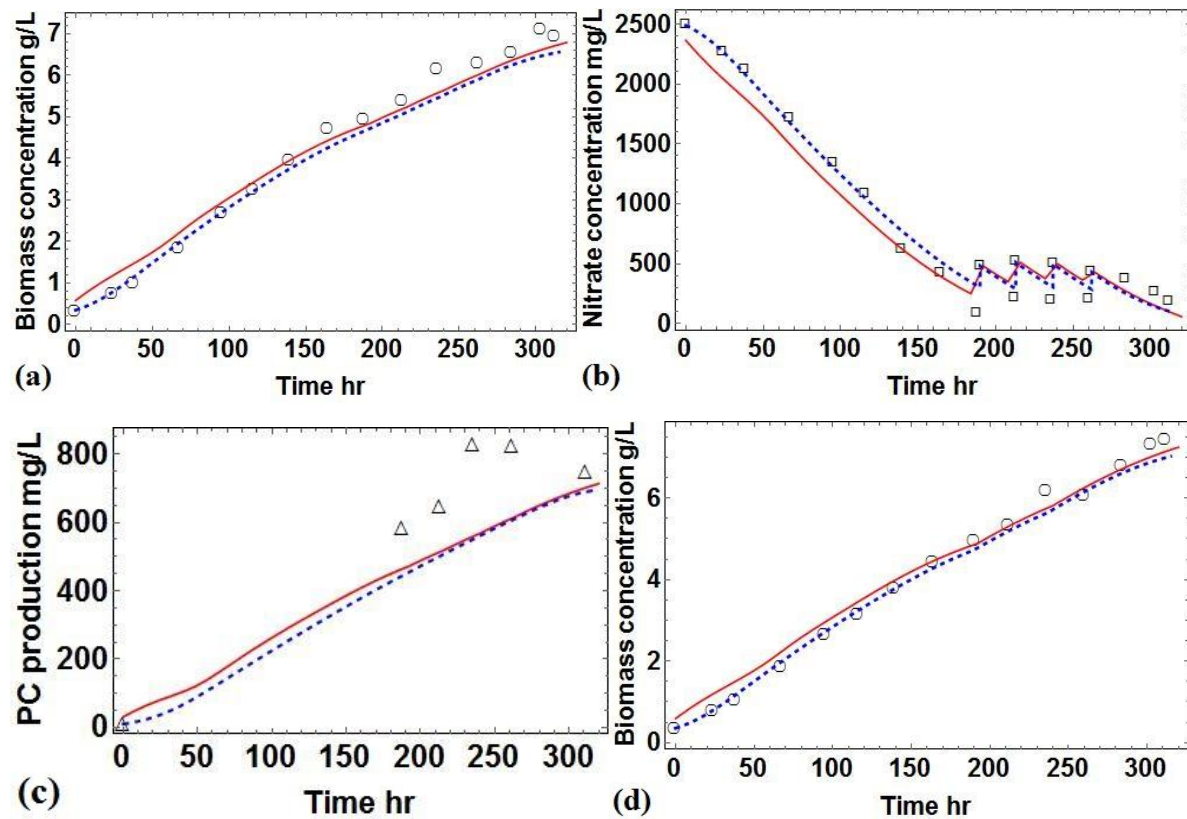 Biomass concentration g/L
7
6
5
4
3
2
1
0
0 50 100 150 200 250 300
(a)
Time hr
Nitrate concentration mg/L
2500
2000
1500
1000
500
0
0 50 100 150 200 250 300
(b)
Time hr
PC production mg/L
800
600
400
200
0
0 50 100 150 200 250 300
(c)
Time hr
Biomass concentration g/L
6
4
2
0
0 50 100 150 200 250 300
(d)
Time hr